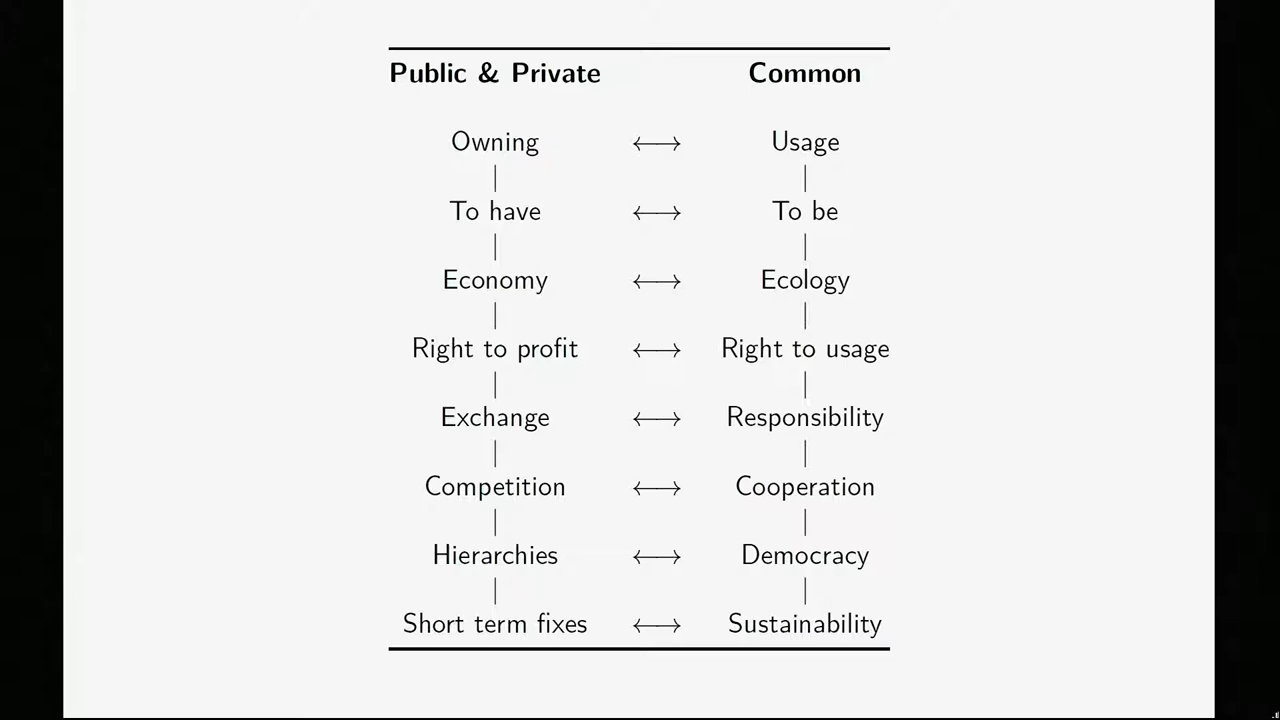 Public & Private Common
Owning ⟷ Usage
To have ⟷ To be
Economy ⟷ Ecology
Right to profit ⟷ Right to usage
Exchange ⟷ Responsibility
Competition ⟷ Cooperation
Hierarchies ⟷ Democracy
Short term fixes ⟷ Sustainability